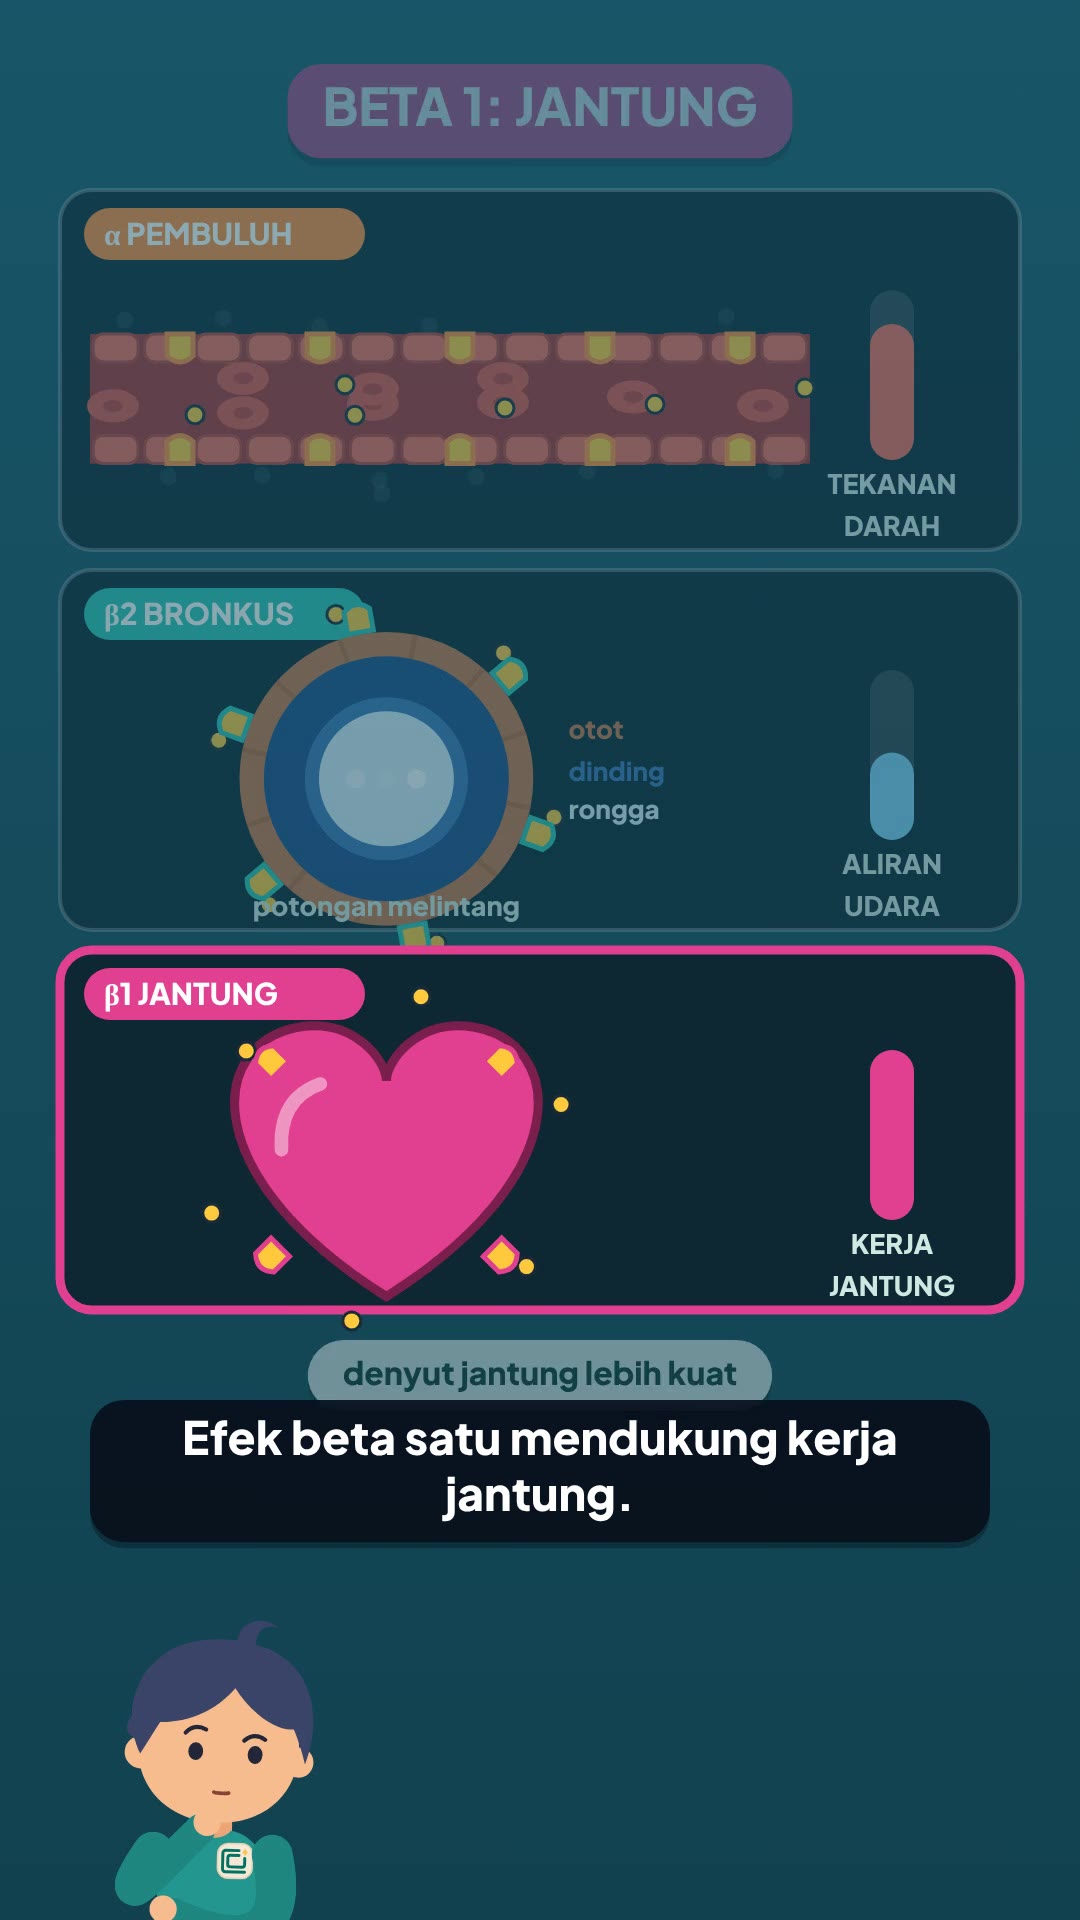 BETA 1: JANTUNG
α PEMBULUH
TEKANAN
DARAH
β2 BRONKUS
otot
dinding
rongga
potongan melintang
ALIRAN
UDARA
β1 JANTUNG
KERJA
JANTUNG
denyut jantung lebih kuat
Efek beta satu mendukung kerja
jantung.